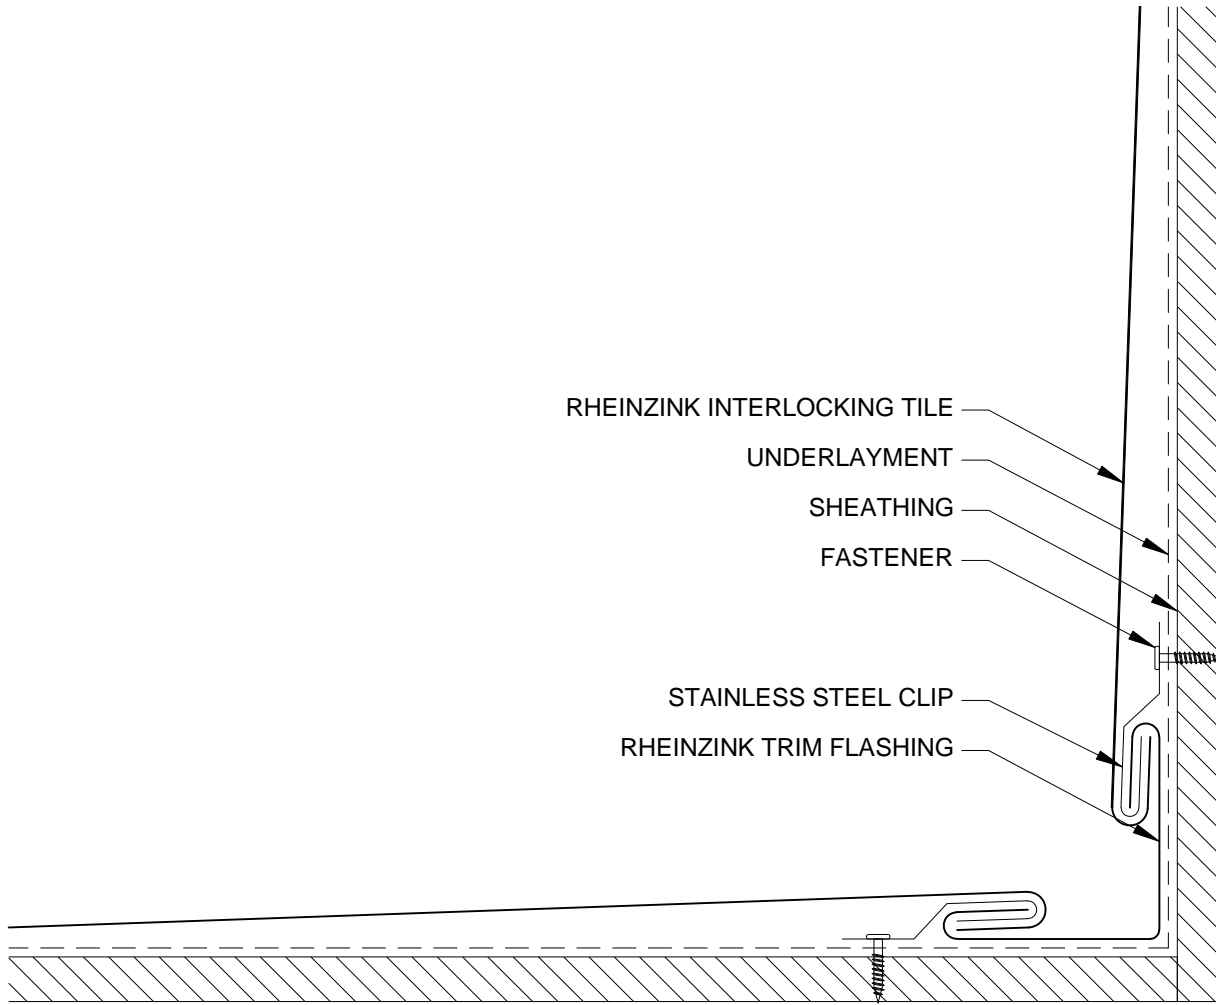 RHEINZINK INTERLOCKING TILE
UNDERLAYMENT
SHEATHING
FASTENER
STAINLESS STEEL CLIP
RHEINZINK TRIM FLASHING